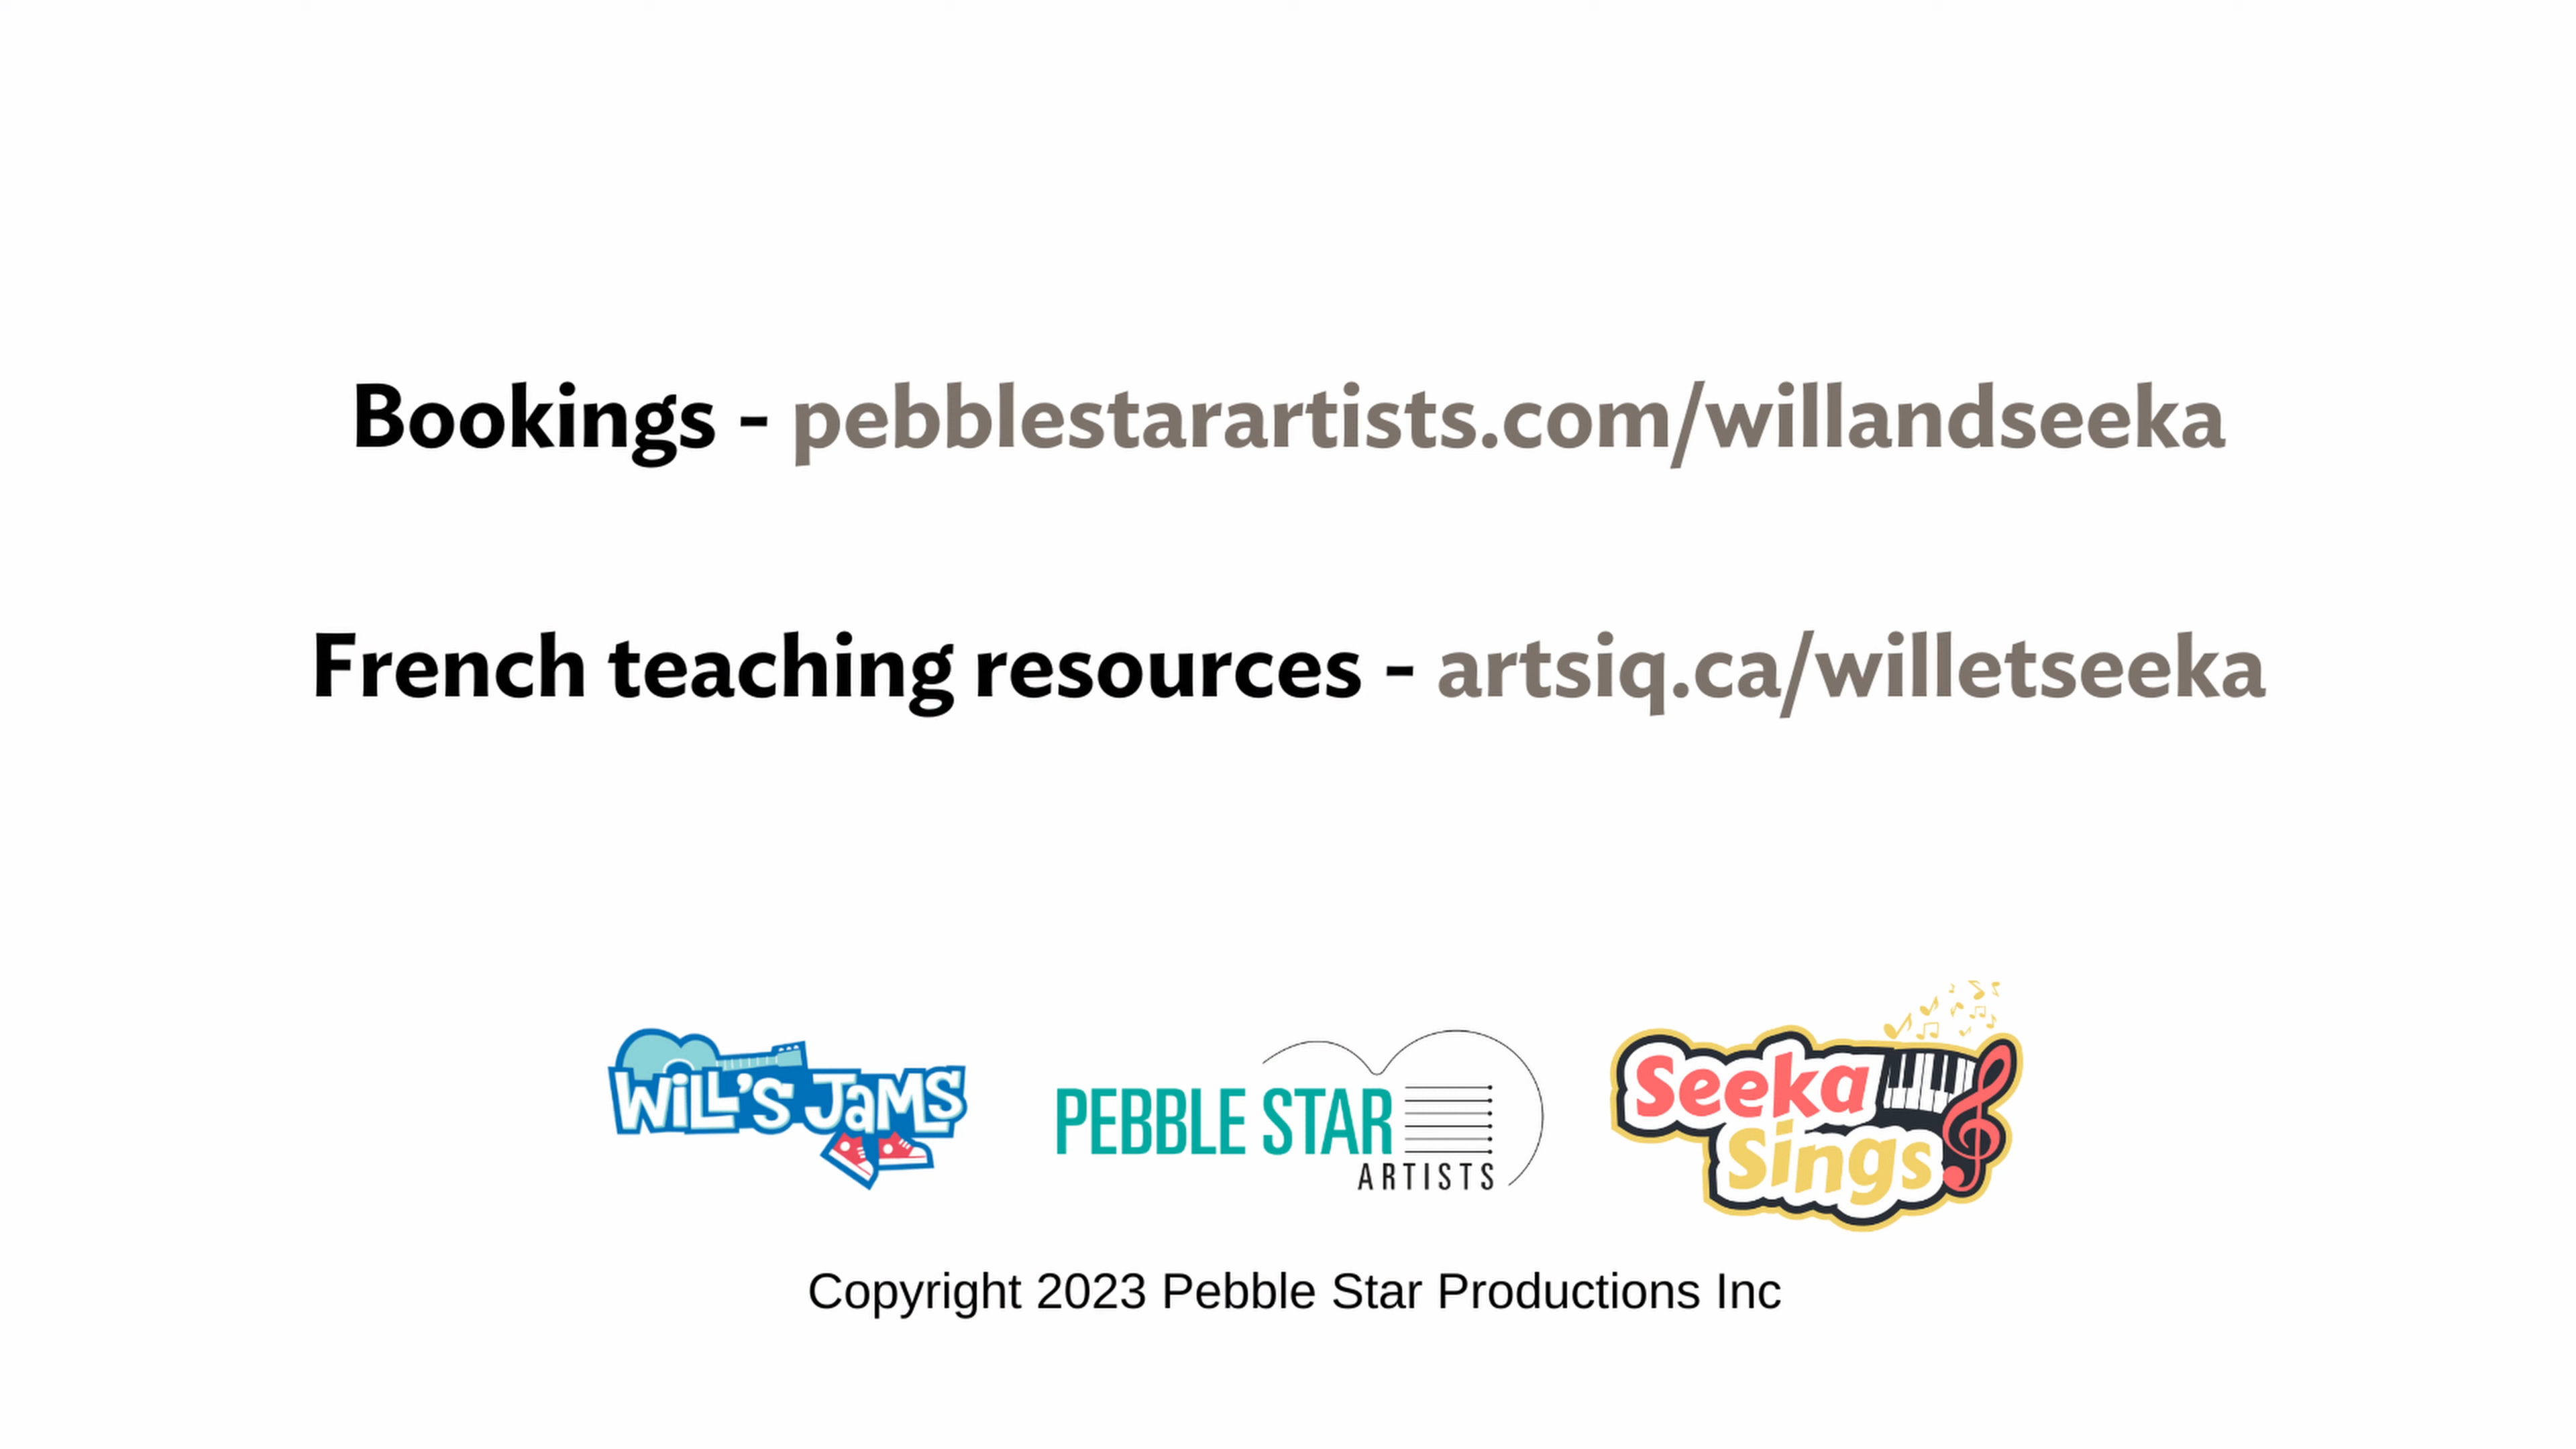 Bookings - pebblestarartists.com/willandseeka
French teaching resources - artsiq.ca/willetseeka
WiLL'S JaMS
PEBBLE STAR
ARTISTS
Seeka
Sings
Copyright 2023 Pebble Star Productions Inc